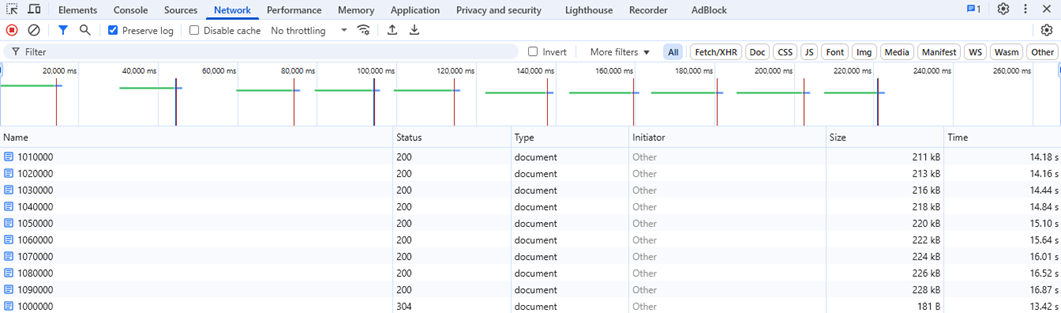 Elements Console Sources Network Performance Memory Application Privacy and security Lighthouse Recorder AdBlock 1
Preserve log Disable cache No throttling
Filter Invert More filters All Fetch/XHR Doc CSS JS Font Img Media Manifest WS Wasm Other
20,000 ms 40,000 ms 60,000 ms 80,000 ms 100,000 ms 120,000 ms 140,000 ms 160,000 ms 180,000 ms 200,000 ms 220,000 ms 240,000 ms 260,000 ms
Name Status Type Initiator Size Time
1010000 200 document Other 211 kB 14.18 s
1020000 200 document Other 213 kB 14.16 s
1030000 200 document Other 216 kB 14.44 s
1040000 200 document Other 218 kB 14.84 s
1050000 200 document Other 220 kB 15.10 s
1060000 200 document Other 222 kB 15.64 s
1070000 200 document Other 224 kB 16.01 s
1080000 200 document Other 226 kB 16.52 s
1090000 200 document Other 228 kB 16.87 s
1000000 304 document Other 181 B 13.42 s